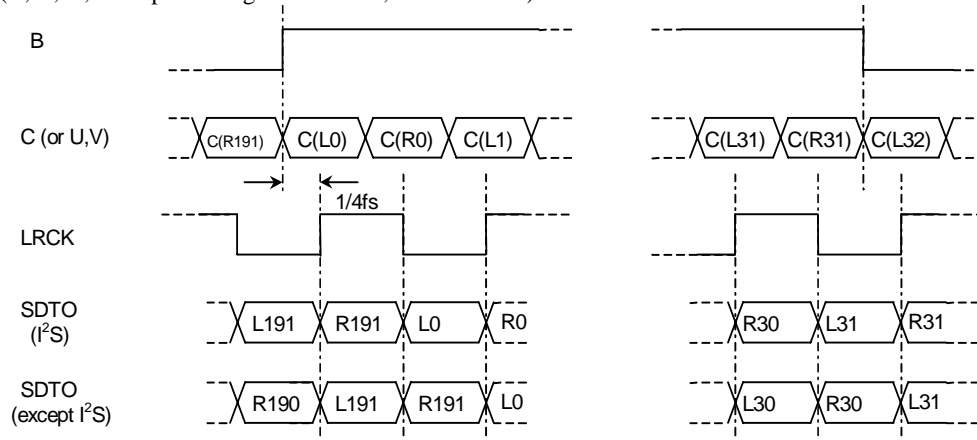 B
C (or U,V)
C(R191) C(L0) C(R0) C(L1) C(L31) C(R31) C(L32)
1/4fs
LRCK
SDTO
(I²S)
L191 R191 L0 R0 R30 L31 R31
SDTO
(except I²S)
R190 L191 R191 L0 L30 R30 L31